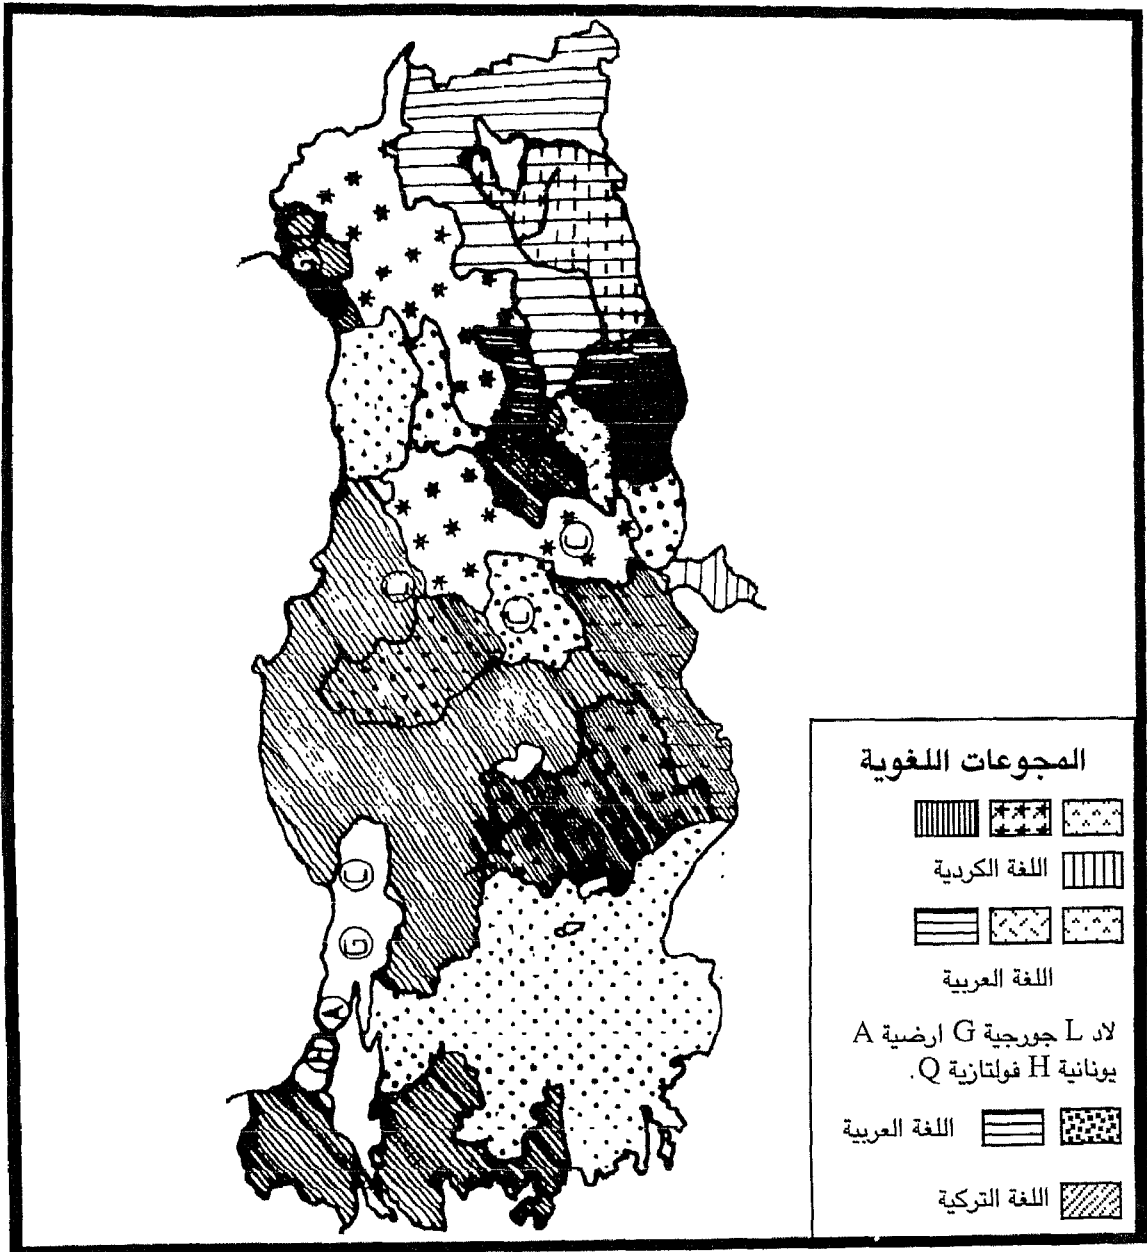 المجوعات اللغوية
اللغة الكردية
اللغة العربية
لاد L جورجية G ارضية A
يونانية H فولتازية Q.
اللغة العربية
اللغة التركية
G
L
L
L
L
G
A
H